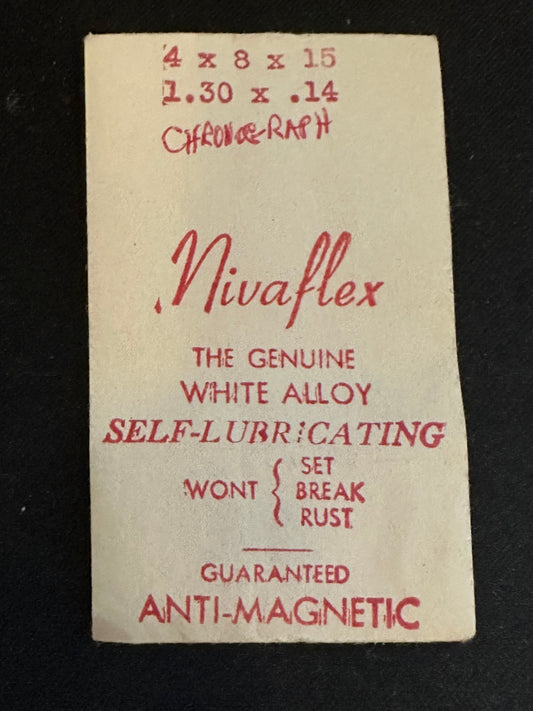 4 x 8 x 15
1.30 x .14
CHRONOGRAPH
Nivaflex
THE GENUINE
WHITE ALLOY
SELF-LUBRICATING
WONT { SET
BREAK
RUST
GUARANTEED
ANTI-MAGNETIC